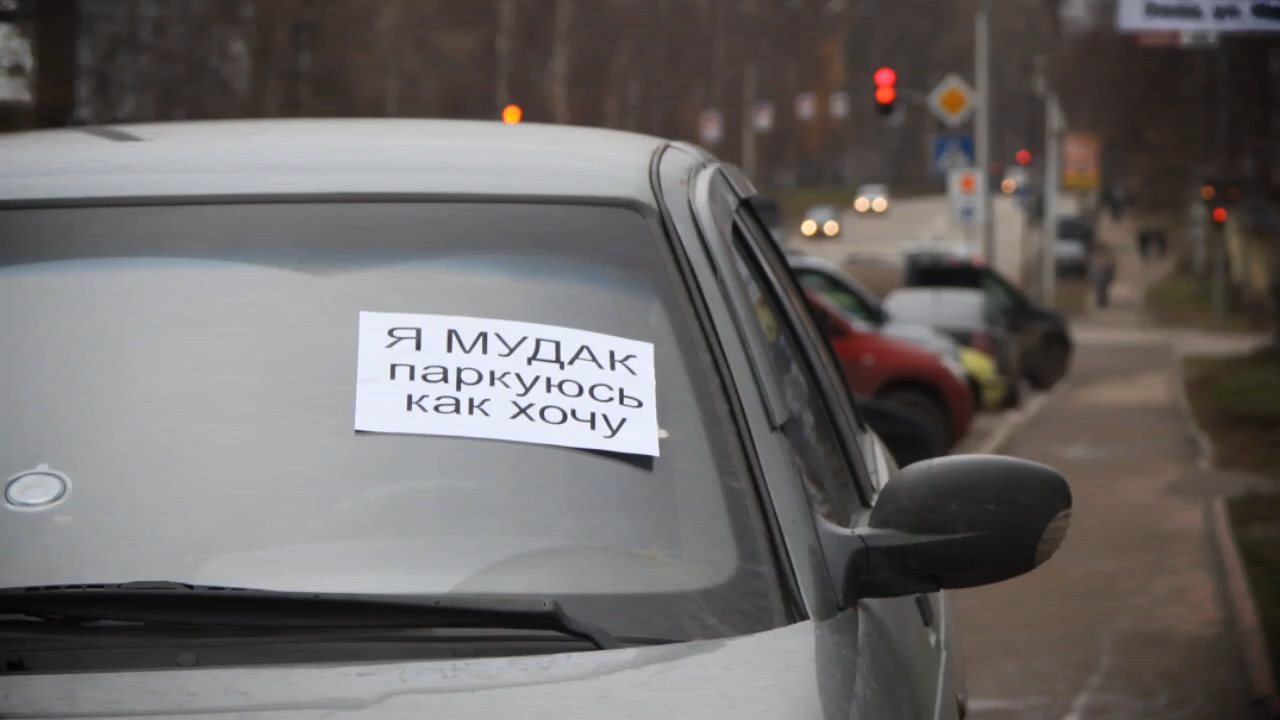 Я МУДАК
паркуюсь
как хочу